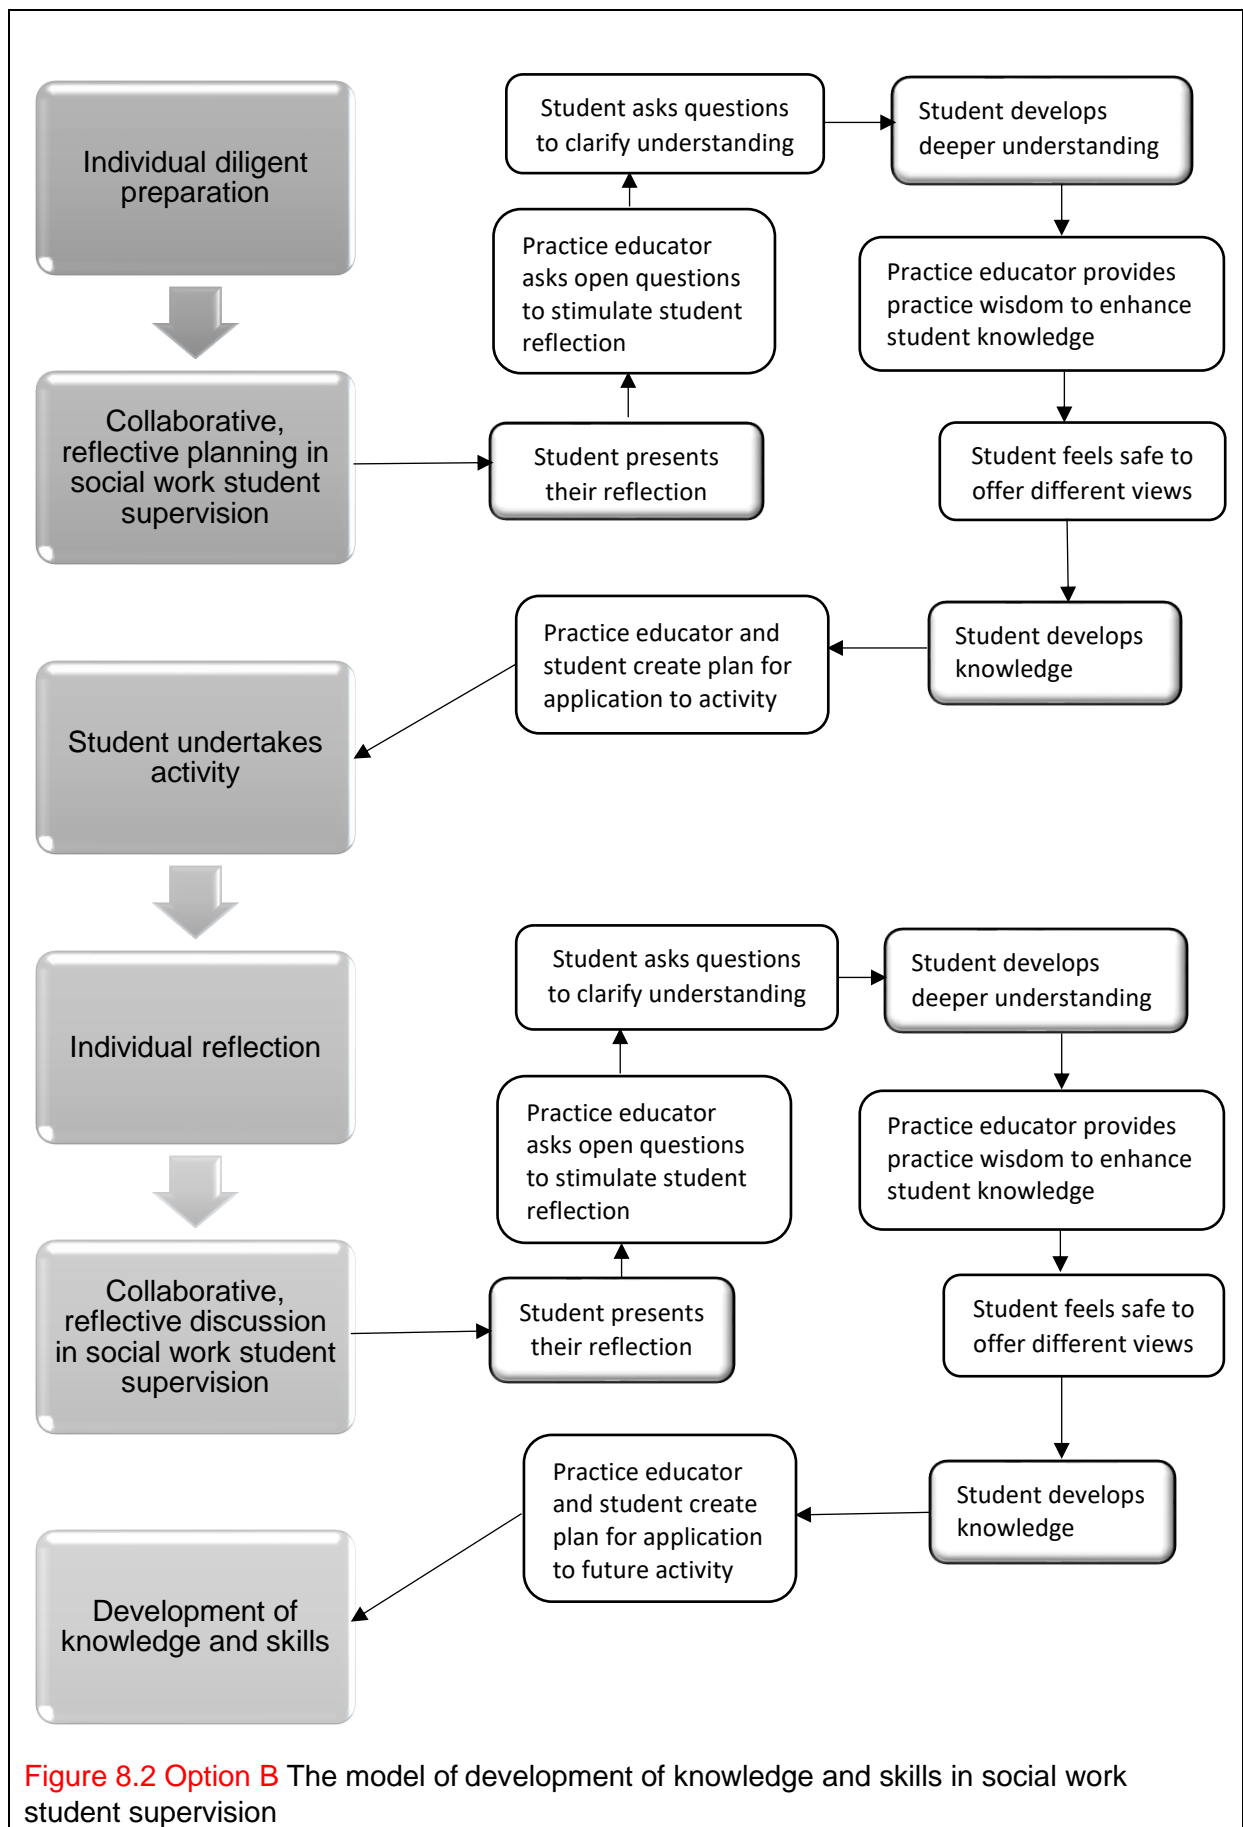 Individual diligent
preparation
Collaborative,
reflective planning in
social work student
supervision
Student presents
their reflection
Practice educator
asks open questions
to stimulate student
reflection
Student asks questions
to clarify understanding
Student develops
deeper understanding
Practice educator provides
practice wisdom to enhance
student knowledge
Student feels safe to
offer different views
Student develops
knowledge
Practice educator and
student create plan for
application to activity
Student undertakes
activity
Individual reflection
Collaborative,
reflective discussion
in social work student
supervision
Student presents
their reflection
Practice educator
asks open questions
to stimulate student
reflection
Student asks questions
to clarify understanding
Student develops
deeper understanding
Practice educator provides
practice wisdom to enhance
student knowledge
Student feels safe to
offer different views
Student develops
knowledge
Practice educator
and student create
plan for application
to future activity
Development of
knowledge and skills
Figure 8.2 Option B The model of development of knowledge and skills in social work
student supervision